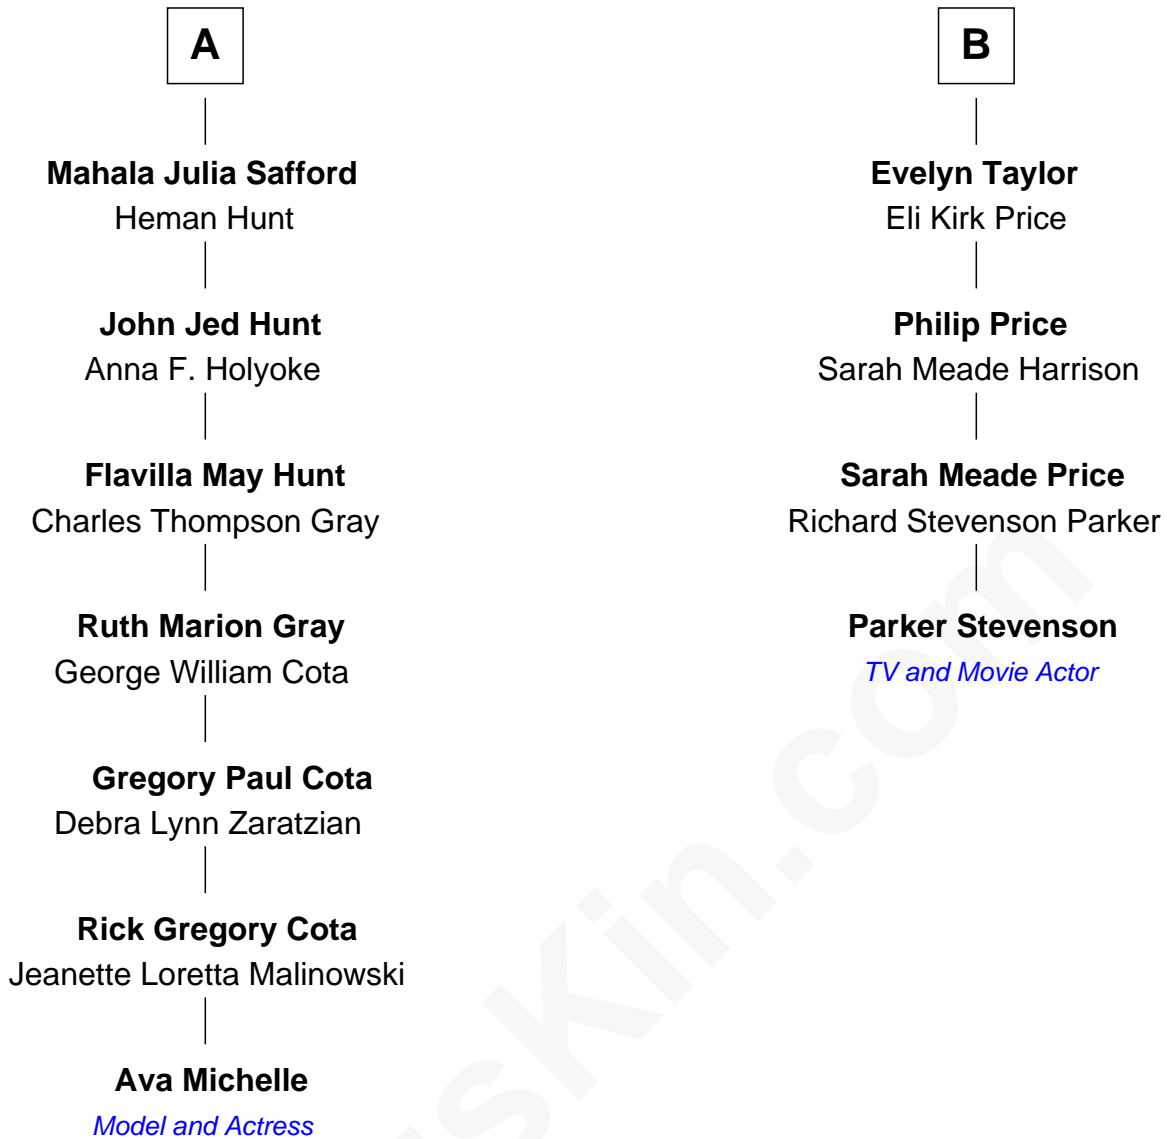 A
Mahala Julia Safford
Heman Hunt
John Jed Hunt
Anna F. Holyoke
Flavilla May Hunt
Charles Thompson Gray
Ruth Marion Gray
George William Cota
Gregory Paul Cota
Debra Lynn Zaratzian
Rick Gregory Cota
Jeanette Loretta Malinowski
Ava Michelle
Model and Actress
B
Evelyn Taylor
Eli Kirk Price
Philip Price
Sarah Meade Harrison
Sarah Meade Price
Richard Stevenson Parker
Parker Stevenson
TV and Movie Actor
usKin.com